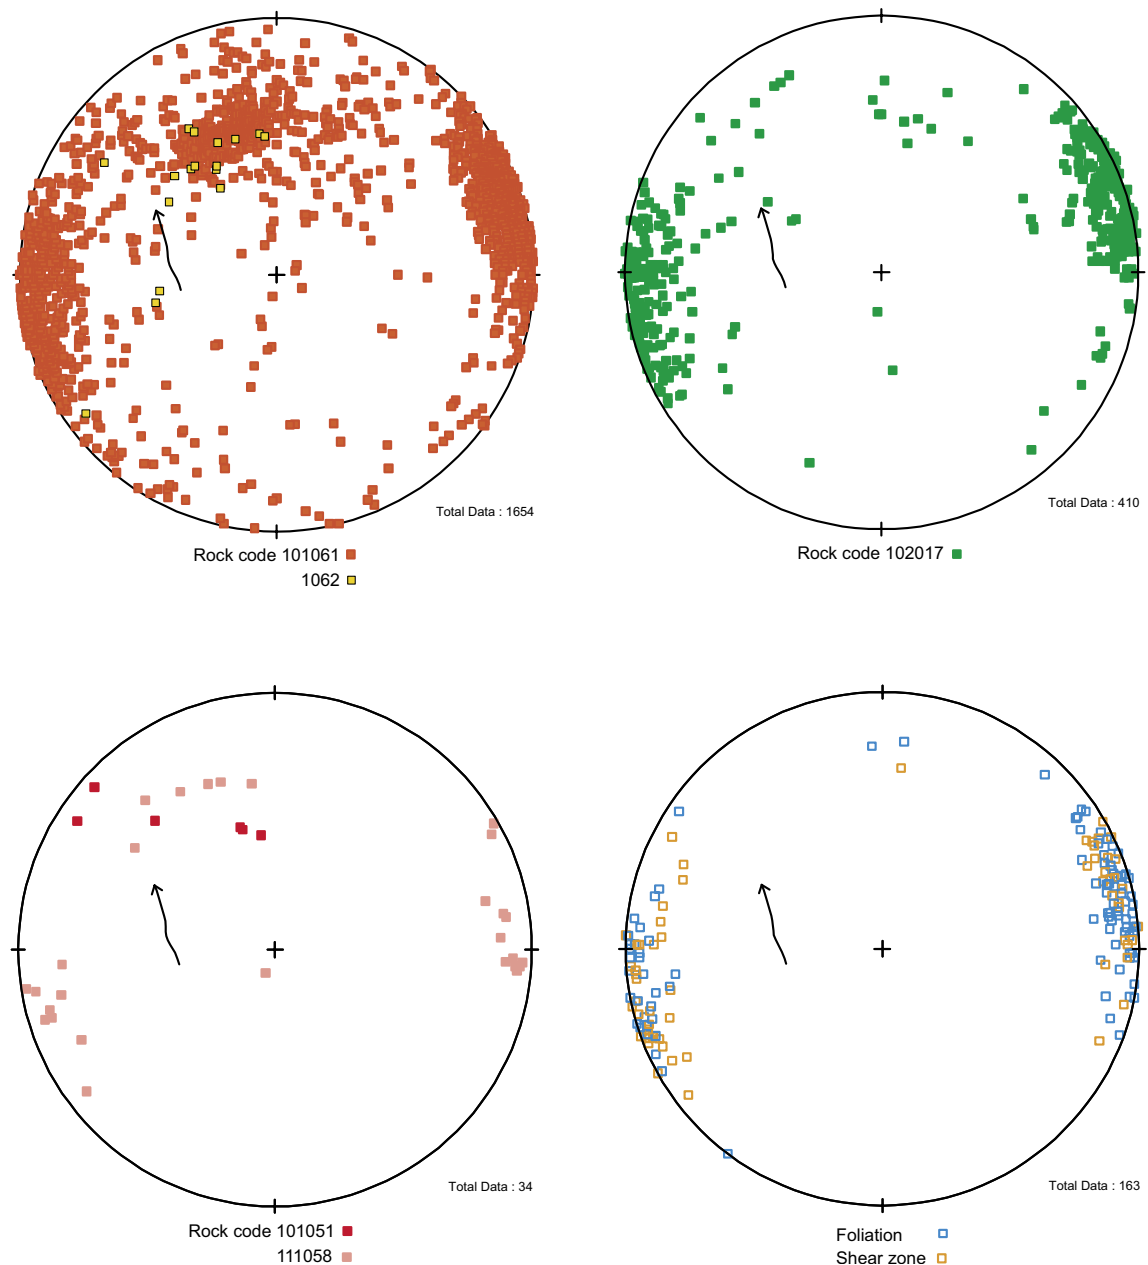 Total Data : 1654
Rock code 101061
1062
Total Data : 410
Rock code 102017
Total Data : 34
Rock code 101051
111058
Total Data : 163
Foliation
Shear zone